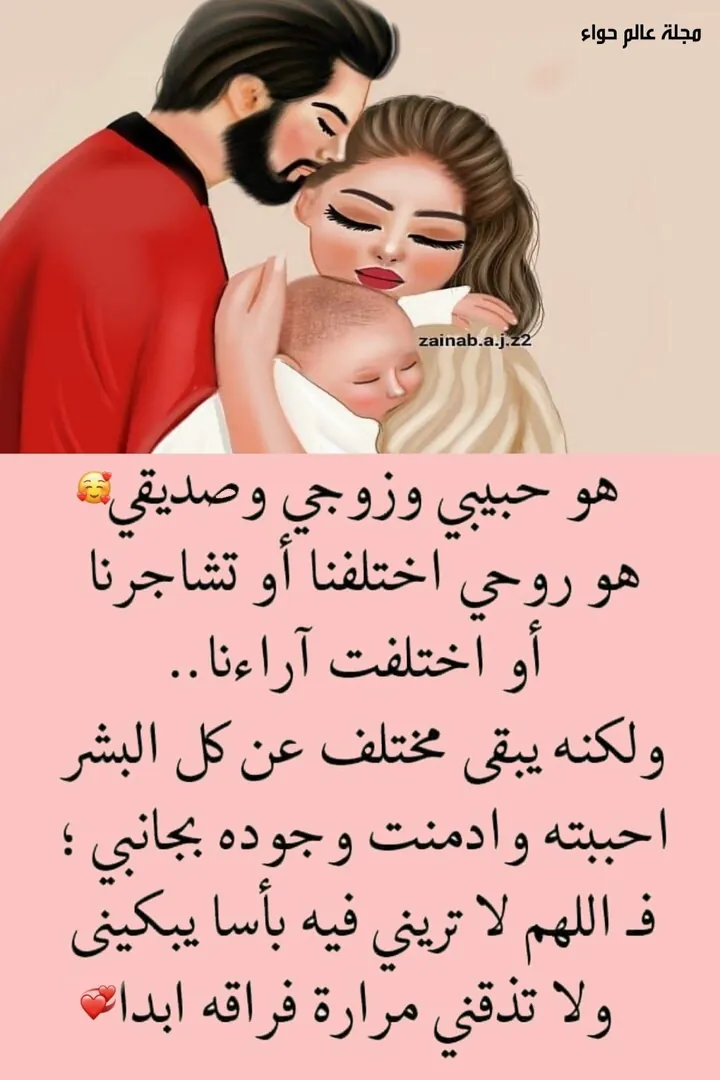 مجلة عالم حواء
zainab.a.j.z2
هو حبيبي وزوجي وصديقي🥰
هو روحي اختلفنا أو تشاجرنا
أو اختلفت آراءنا..
ولكنه يبقى مختلف عن كل البشر
احببته وادمنت وجوده بجانبي ؛
فـ اللهم لا تريني فيه بأسا يبكينى
ولا تذقني مرارة فراقه ابدا💞